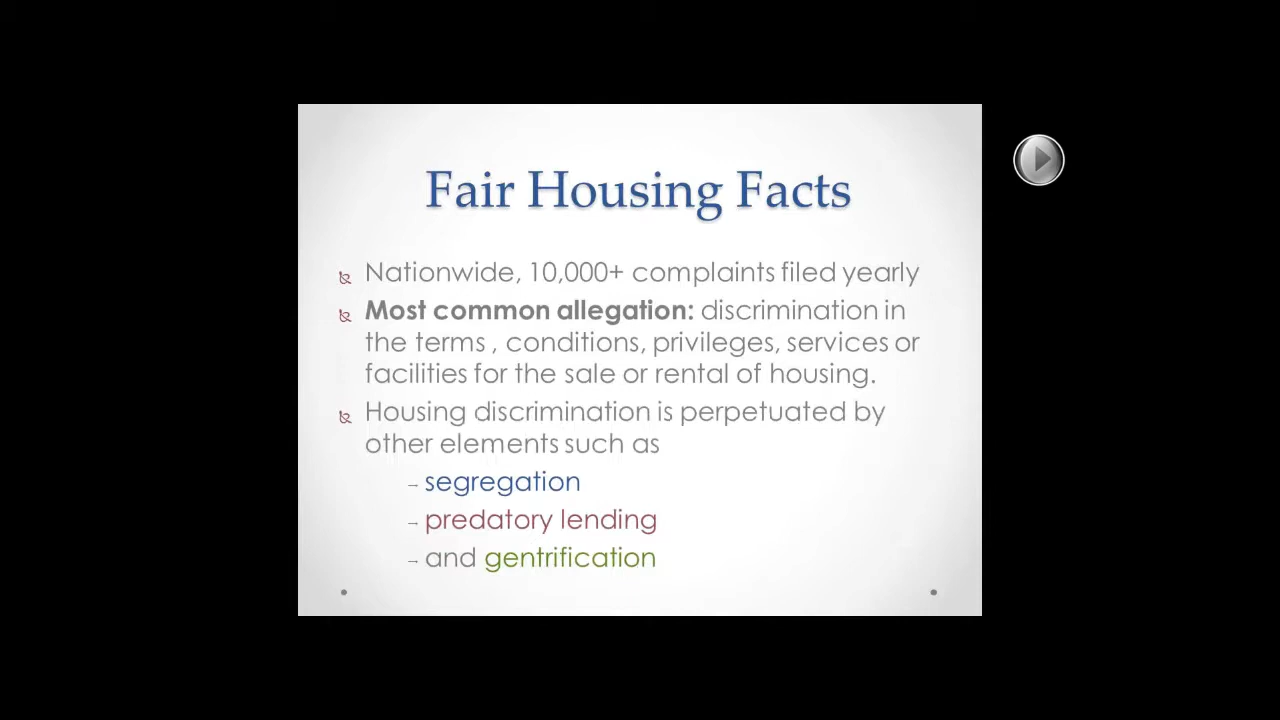 Fair Housing Facts
Nationwide, 10,000+ complaints filed yearly
Most common allegation: discrimination in
the terms , conditions, privileges, services or
facilities for the sale or rental of housing.
Housing discrimination is perpetuated by
other elements such as
→ segregation
→ predatory lending
→ and gentrification